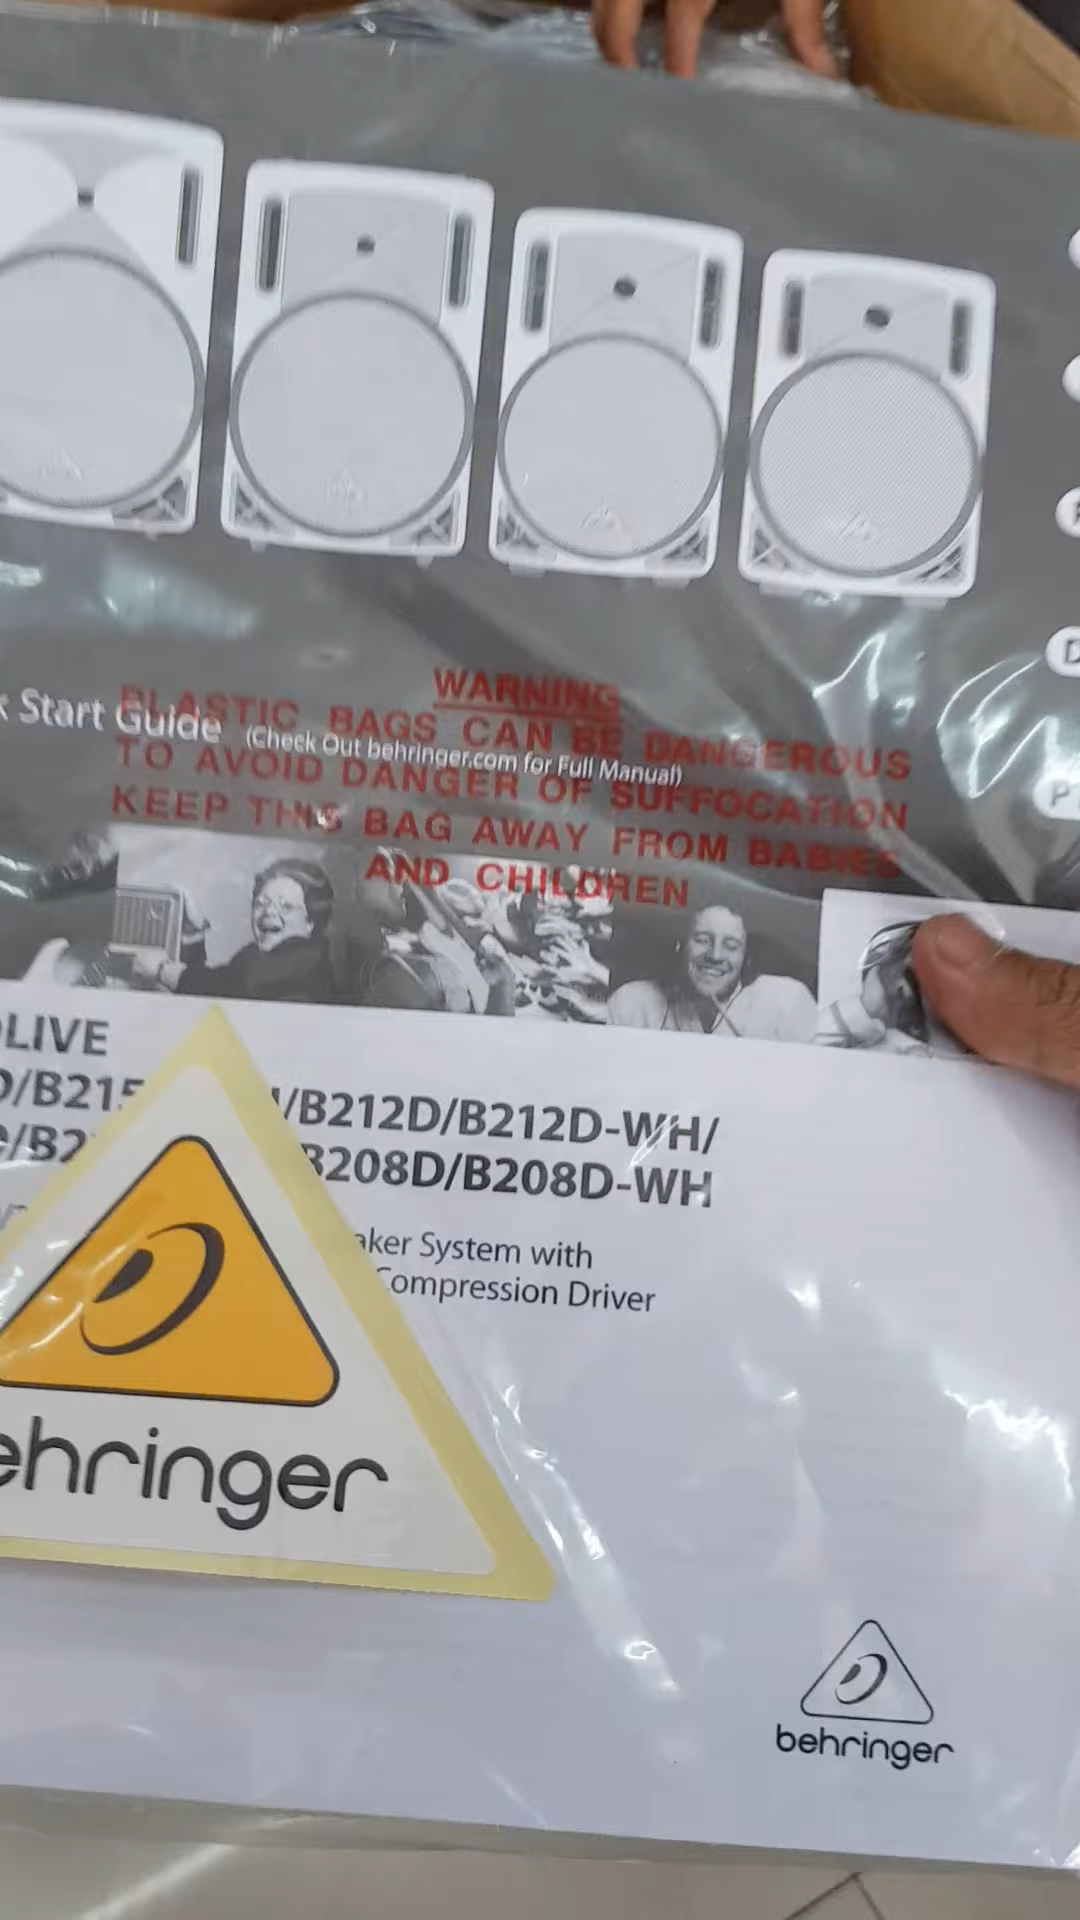 WARNING
PLASTIC BAGS CAN BE DANGEROUS
TO AVOID DANGER OF SUFFOCATION
KEEP THIS BAG AWAY FROM BABIES
AND CHILDREN
k Start Guide (Check Out behringer.com for Full Manual)
LIVE
D/B215 /B212D/B212D-WH/
/B2 B208D/B208D-WH
aker System with
Compression Driver
ehringer
behringer